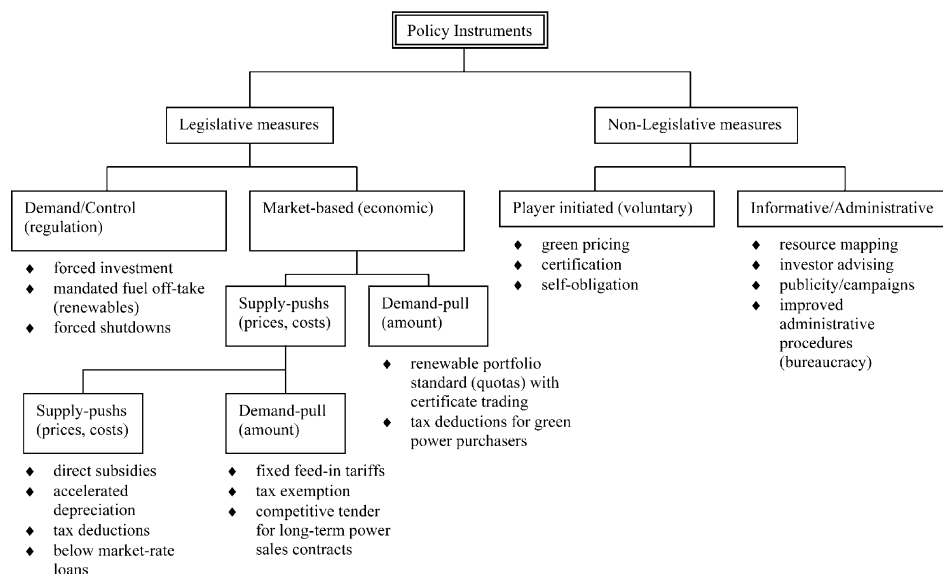 Policy Instruments
Legislative measures
Non-Legislative measures
Demand/Control
(regulation)
♦ forced investment
♦ mandated fuel off-take
(renewables)
♦ forced shutdowns
Market-based (economic)
Supply-pushs
(prices, costs)
Demand-pull
(amount)
♦ renewable portfolio
standard (quotas) with
certificate trading
♦ tax deductions for green
power purchasers
Supply-pushs
(prices, costs)
♦ direct subsidies
♦ accelerated
depreciation
♦ tax deductions
♦ below market-rate
loans
Demand-pull
(amount)
♦ fixed feed-in tariffs
♦ tax exemption
♦ competitive tender
for long-term power
sales contracts
Player initiated (voluntary)
♦ green pricing
♦ certification
♦ self-obligation
Informative/Administrative
♦ resource mapping
♦ investor advising
♦ publicity/campaigns
♦ improved
administrative
procedures
(bureaucracy)